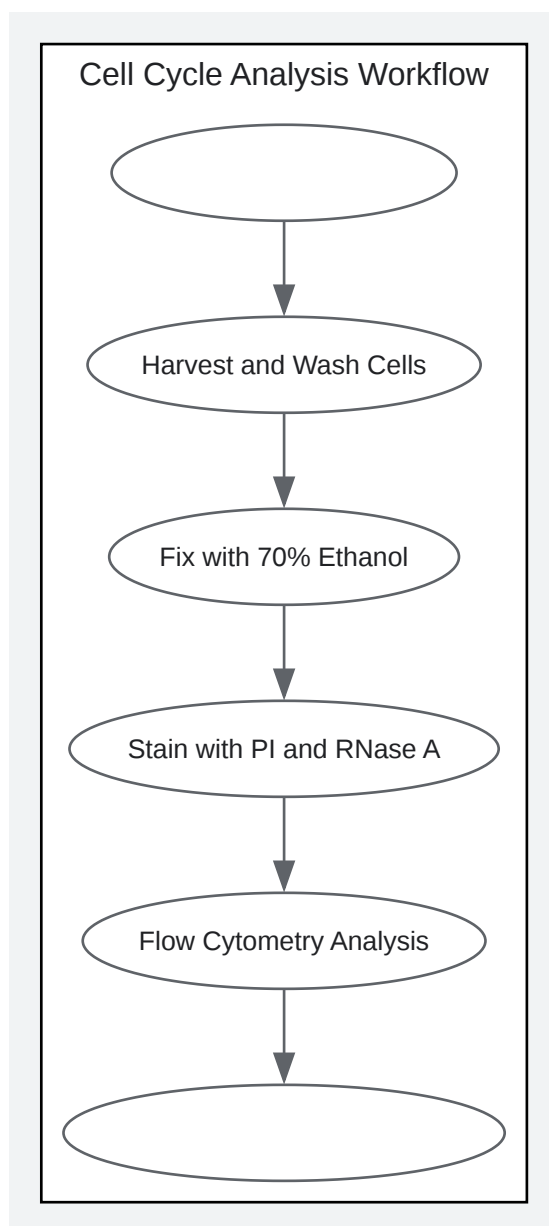 Cell Cycle Analysis Workflow
Harvest and Wash Cells
Fix with 70% Ethanol
Stain with PI and RNase A
Flow Cytometry Analysis